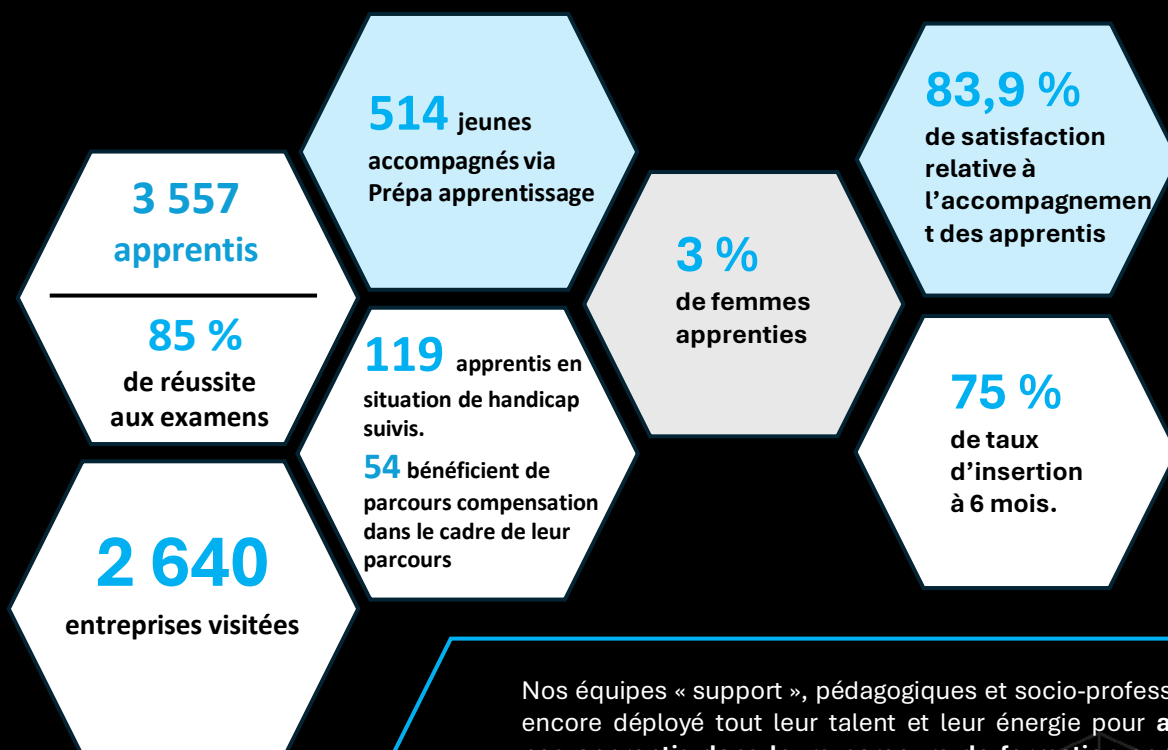 514 jeunes
accompagnés via
Prépa apprentissage
83,9 %
de satisfaction
relative à
l’accompagnemen
t des apprentis
3 557
apprentis
85 %
de réussite
aux examens
3 %
de femmes
apprenties
119 apprentis en
situation de handicap
suivis.
54 bénéficient de
parcours compensation
dans le cadre de leur
parcours
75 %
de taux
d’insertion
à 6 mois.
2 640
entreprises visitées
Nos équipes « support », pédagogiques et socio-profess
encore déployé tout leur talent et leur énergie pour